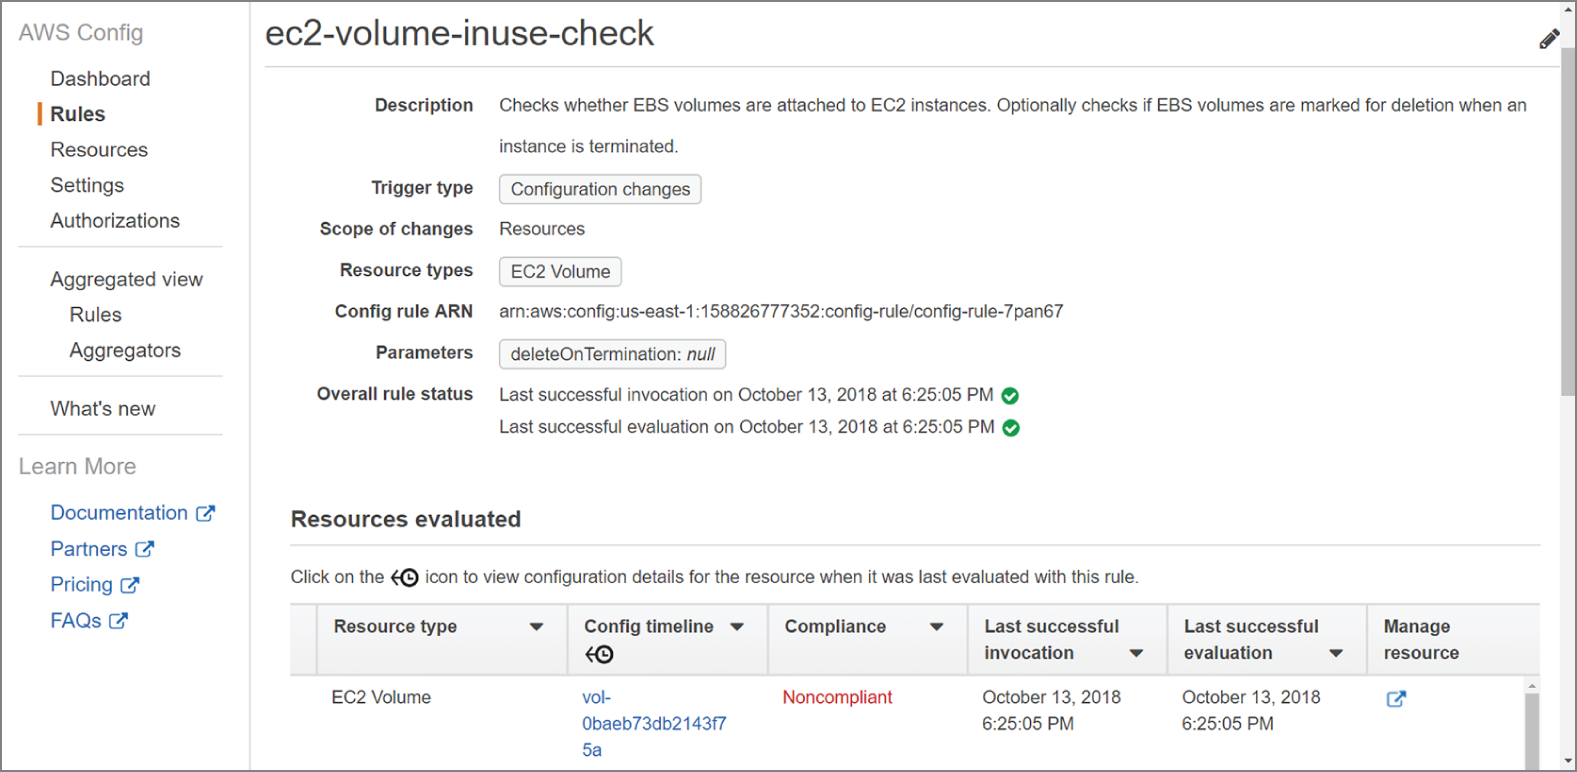 AWS Config
Dashboard
Rules
Resources
Settings
Authorizations
Aggregated view
Rules
Aggregators
What's new
Learn More
Documentation
Partners
Pricing
FAQs
ec2-volume-inuse-check
Description Checks whether EBS volumes are attached to EC2 instances. Optionally checks if EBS volumes are marked for deletion when an
instance is terminated.
Trigger type Configuration changes
Scope of changes Resources
Resource types EC2 Volume
Config rule ARN arn:aws:config:us-east-1:158826777352:config-rule/config-rule-7pan67
Parameters deleteOnTermination: null
Overall rule status Last successful invocation on October 13, 2018 at 6:25:05 PM
Last successful evaluation on October 13, 2018 at 6:25:05 PM
Resources evaluated
Click on the icon to view configuration details for the resource when it was last evaluated with this rule.
Resource type Config timeline Compliance Last successful Last successful Manage
invocation evaluation resource
EC2 Volume vol- Noncompliant October 13, 2018 October 13, 2018
0baeb73db2143f7 6:25:05 PM 6:25:05 PM
5a